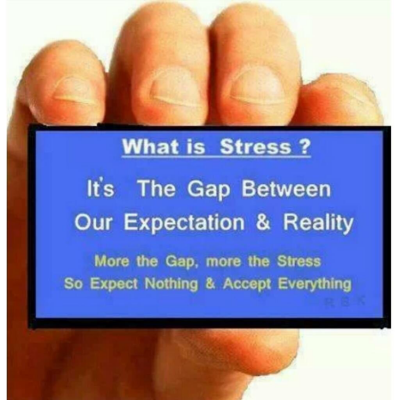 What is Stress ?
It's The Gap Between
Our Expectation & Reality
More the Gap, more the Stress
So Expect Nothing & Accept Everything
R B K